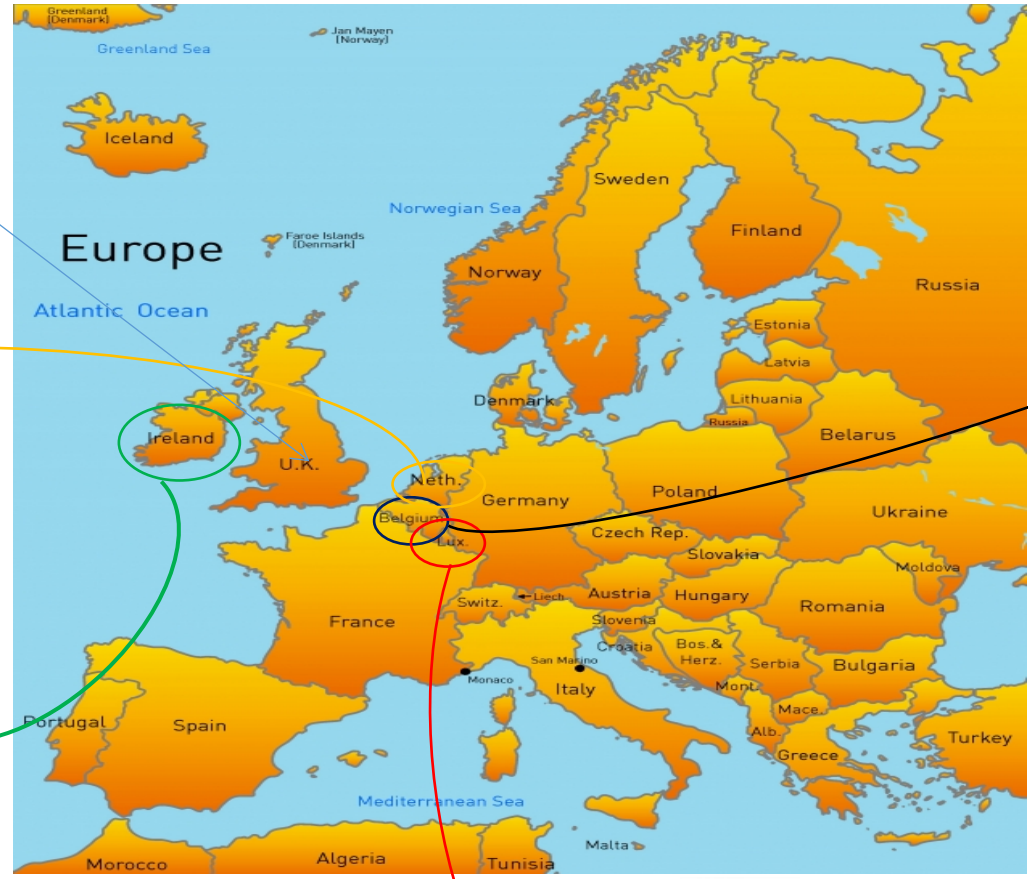 Greenland
[Denmark]
Jan Mayen
[Norway]
Greenland Sea
Iceland
Sweden
Norwegian Sea
Finland
Faroe Islands
[Denmark]
Europe
Norway
Russia
Atlantic Ocean
Estonia
Latvia
Denmark
Lithuania
Russia
Belarus
Ireland
U.K.
Neth.
Germany
Poland
Belgium
Ukraine
Czech Rep.
Lux.
Slovakia
Moldova
Switz.
Liech.
Austria
Hungary
Romania
France
Slovenia
Croatia
Bos.&
Herz.
San Marino
Serbia
Bulgaria
Monaco
Italy
Mont.
Mace.
Portugal
Spain
Alb.
Turkey
Greece
Mediterranean Sea
Malta
Morocco
Algeria
Tunisia